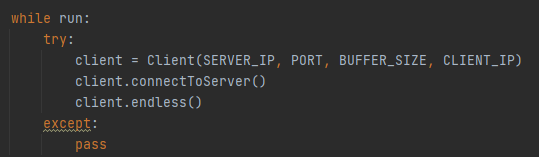 while run:
    try:
        client = Client(SERVER_IP, PORT, BUFFER_SIZE, CLIENT_IP)
        client.connectToServer()
        client.endless()
    except:
        pass